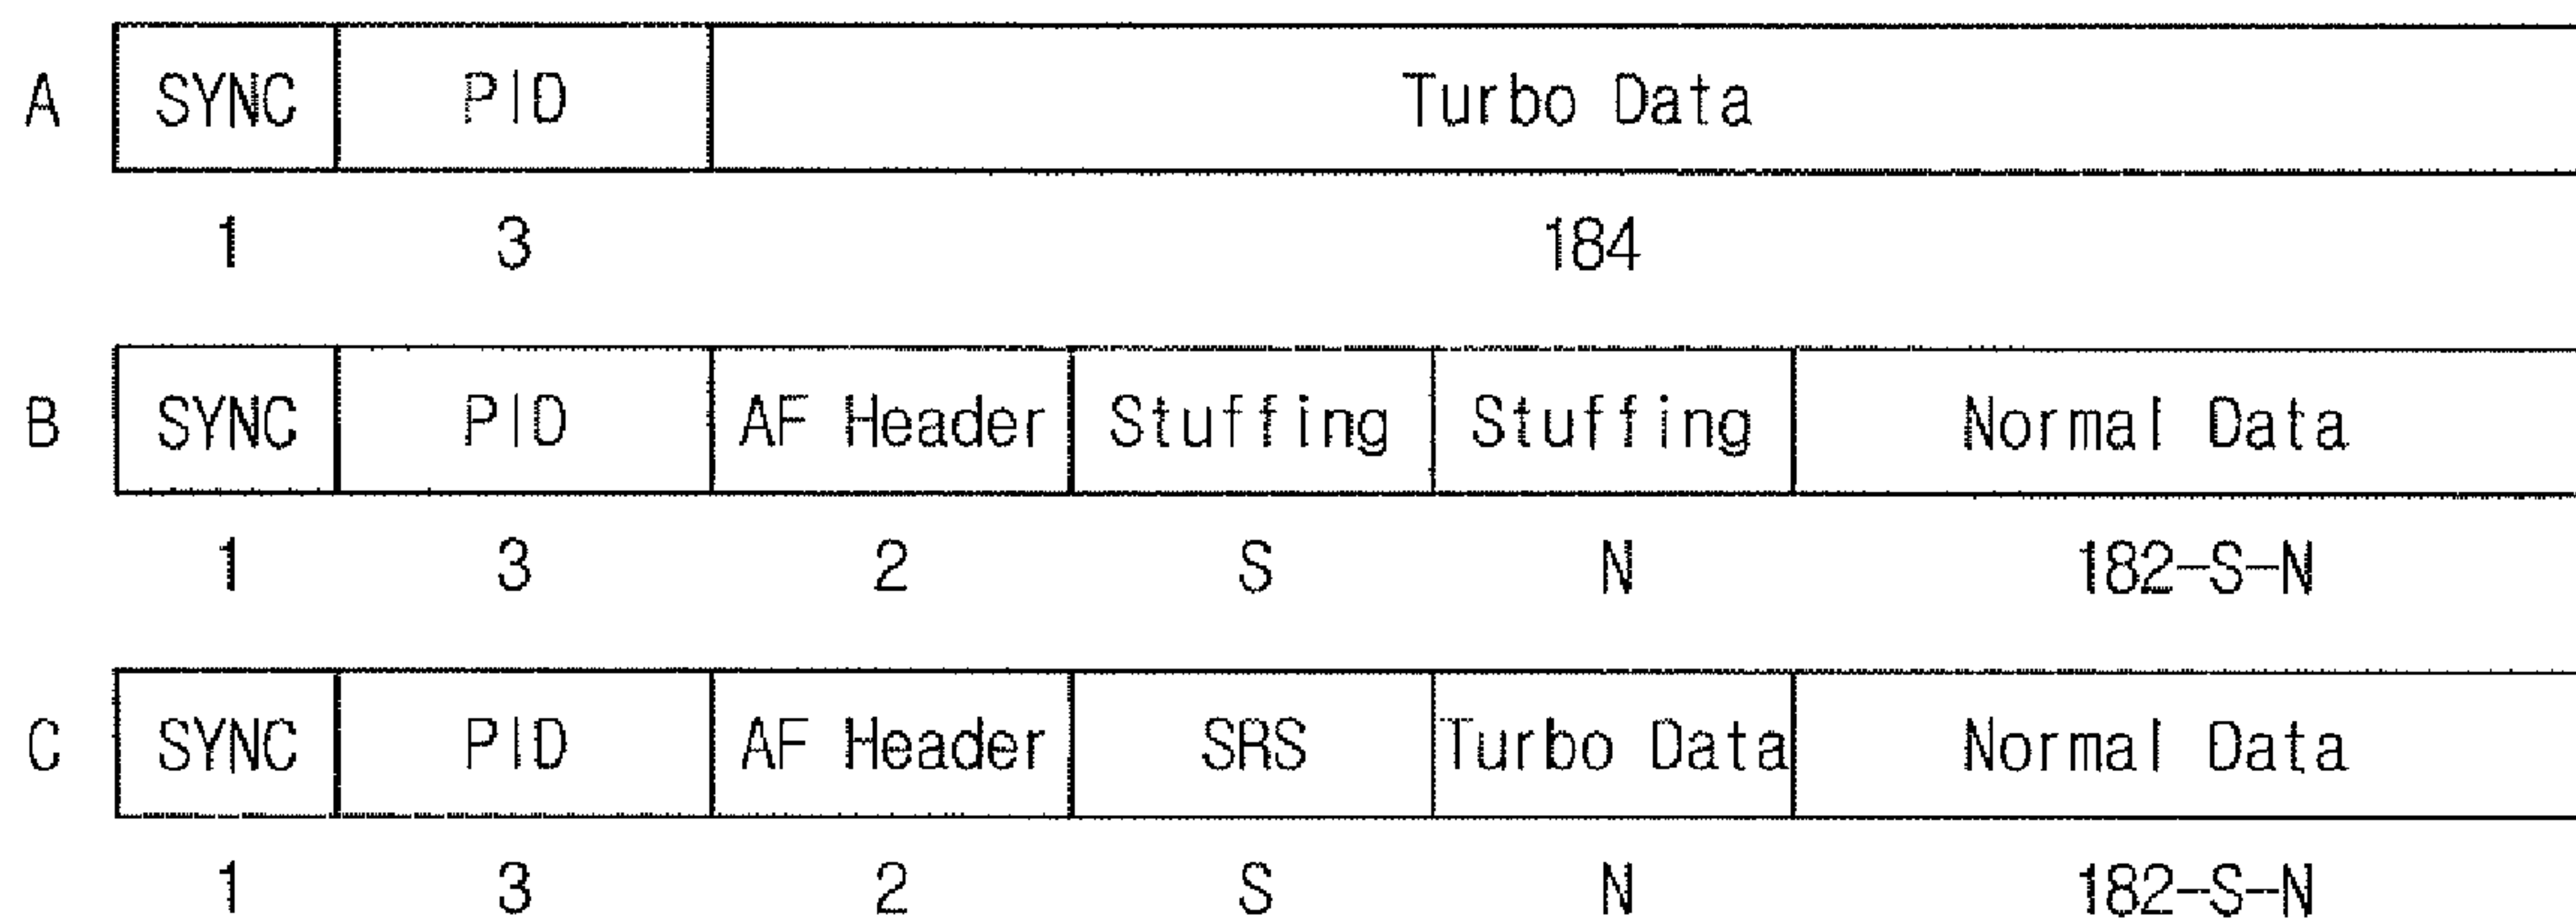 A SYNC PID Turbo Data
1 3 184
B SYNC PID AF Header Stuffing Stuffing Normal Data
1 3 2 S N 182-S-N
C SYNC PID AF Header SRS Turbo Data Normal Data
1 3 2 S N 182-S-N